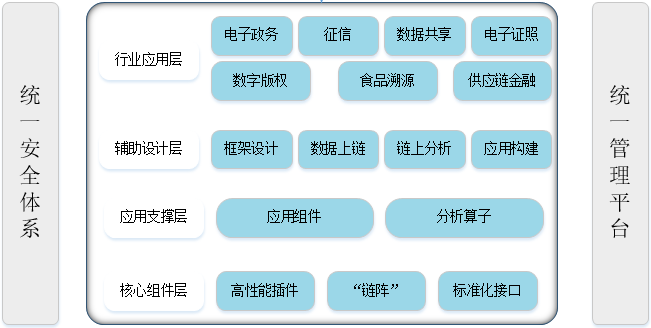 统一安全体系
行业应用层
电子政务
征信
数据共享
电子证照
数字版权
食品溯源
供应链金融
辅助设计层
框架设计
数据上链
链上分析
应用构建
应用支撑层
应用组件
分析算子
核心组件层
高性能插件
“链阵”
标准化接口
统一管理平台